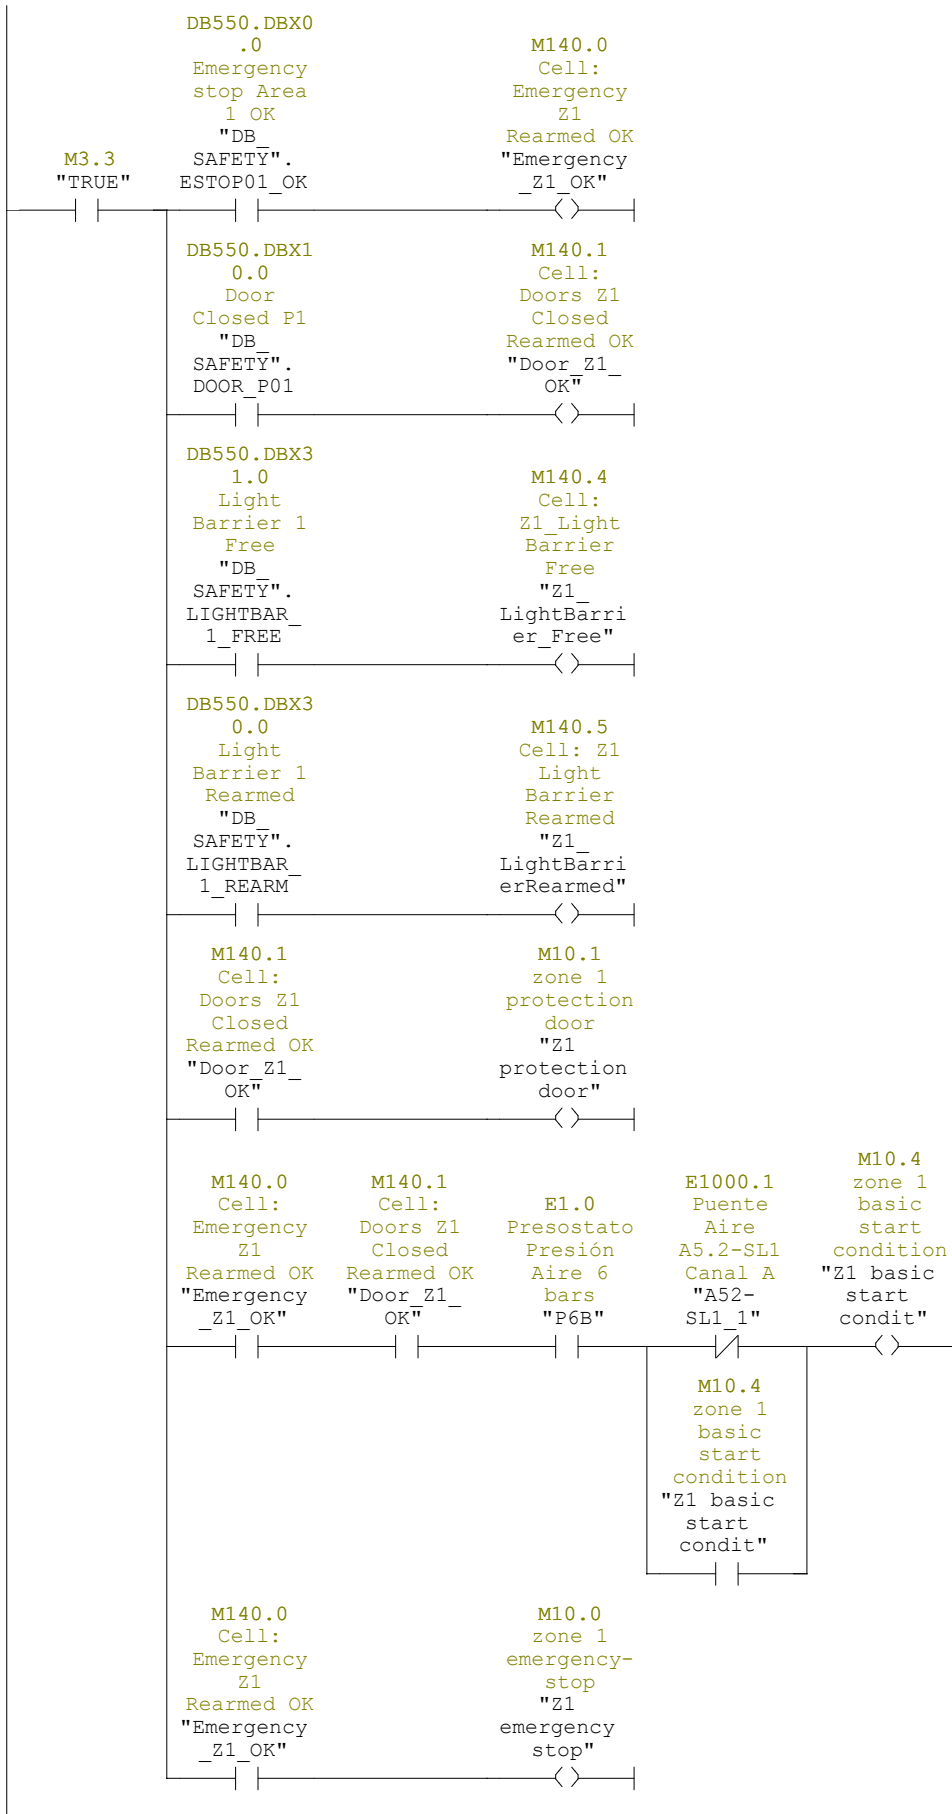 DB550.DBX0
.0
Emergency
stop Area
1 OK
"DB_
SAFETY".
ESTOP01_OK
M140.0
Cell:
Emergency
Z1
Rearmed OK
"Emergency
_Z1_OK"
M3.3
"TRUE"
DB550.DBX1
0.0
Door
Closed P1
"DB_
SAFETY".
DOOR_P01
M140.1
Cell:
Doors Z1
Closed
Rearmed OK
"Door_Z1_
OK"
DB550.DBX3
1.0
Light
Barrier 1
Free
"DB_
SAFETY".
LIGHTBAR_
1_FREE
M140.4
Cell:
Z1_Light
Barrier
Free
"Z1_
LightBarri
er_Free"
DB550.DBX3
0.0
Light
Barrier 1
Rearmed
"DB_
SAFETY".
LIGHTBAR_
1_REARM
M140.5
Cell: Z1
Light
Barrier
Rearmed
"Z1_
LightBarri
erRearmed"
M140.1
Cell:
Doors Z1
Closed
Rearmed OK
"Door_Z1_
OK"
M10.1
zone 1
protection
door
"Z1
protection
door"
M140.0
Cell:
Emergency
Z1
Rearmed OK
"Emergency
_Z1_OK"
M140.1
Cell:
Doors Z1
Closed
Rearmed OK
"Door_Z1_
OK"
E1.0
Presostato
Presión
Aire 6
bars
"P6B"
E1000.1
Puente
Aire
A5.2-SL1
Canal A
"A52-
SL1_1"
M10.4
zone 1
basic
start
condition
"Z1 basic
start
condit"
M10.4
zone 1
basic
start
condition
"Z1 basic
start
condit"
M140.0
Cell:
Emergency
Z1
Rearmed OK
"Emergency
_Z1_OK"
M10.0
zone 1
emergency-
stop
"Z1
emergency
stop"